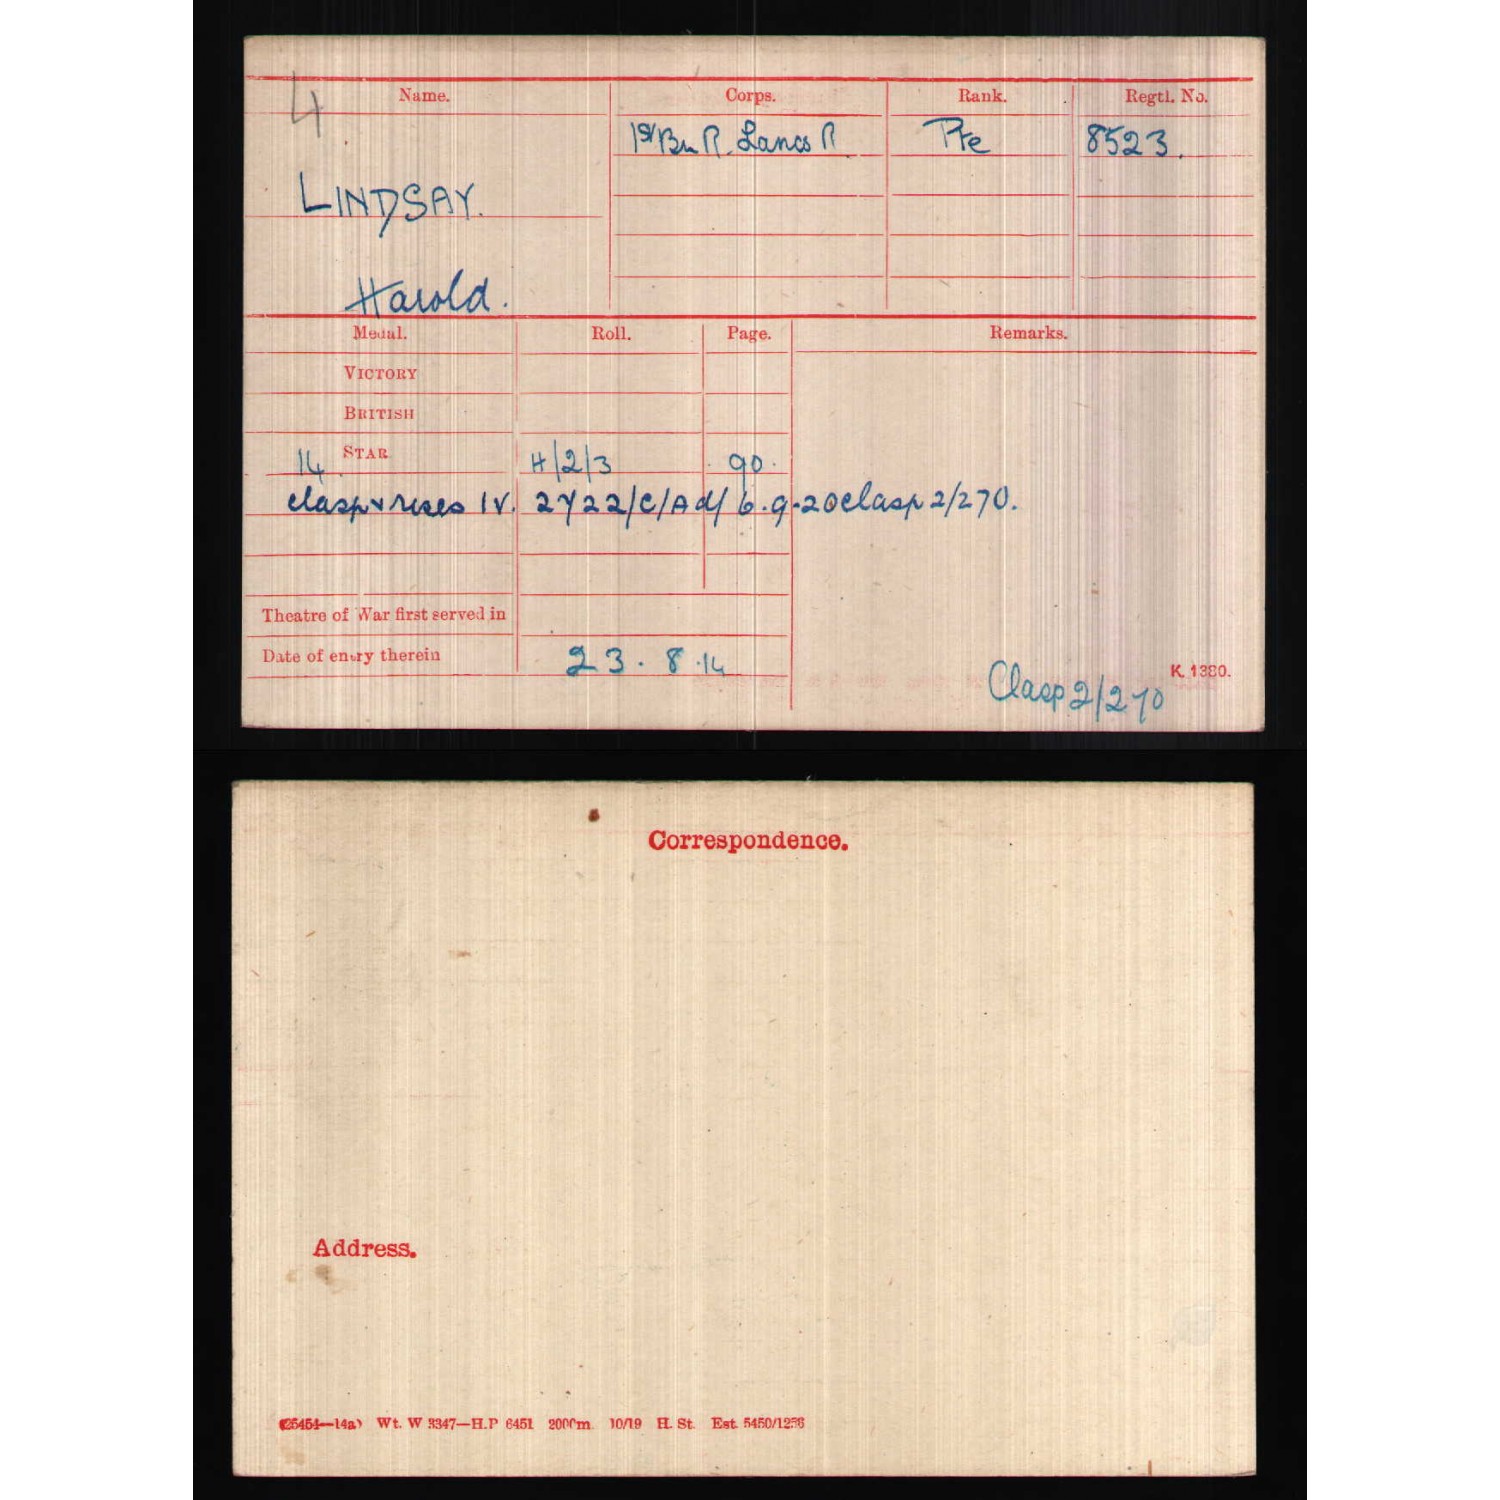 4
Name. Corps. Rank. Regtl. No.
1st Bn R. Lancs R. Pte 8523.
LINDSAY.
Harold.
Medal. Roll. Page. Remarks.
VICTORY
BRITISH
14 STAR H/2/3 90.
clasp & roses IV. 2722/C/Ad/ 6.9.20 clasp 2/270.
Theatre of War first served in
Date of entry therein 23.8.14
K. 1380.
Clasp 2/270
Correspondence.
Address.
(25454—14a) Wt. W 3347—H.P 6451 2000m. 10/19 H. St. Est. 5450/1256